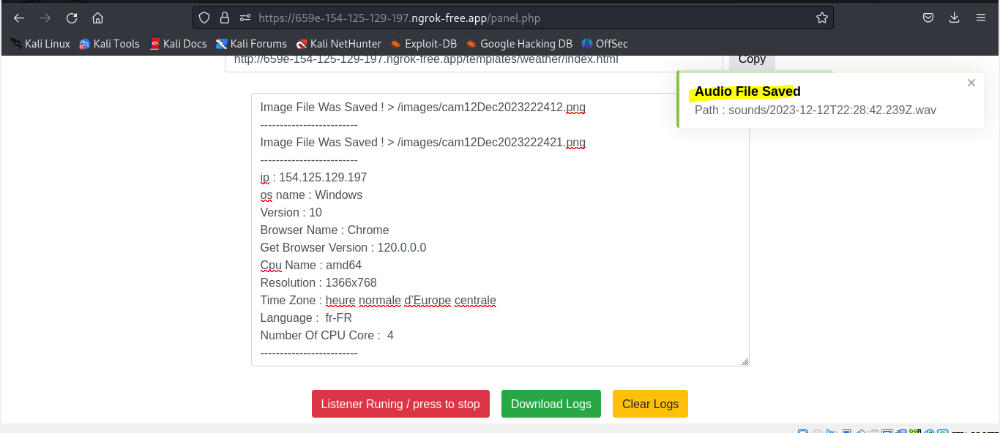 https://659e-154-125-129-197.ngrok-free.app/panel.php
Kali Linux Kali Tools Kali Docs Kali Forums Kali NetHunter Exploit-DB Google Hacking DB OffSec
http://659e-154-125-129-197.ngrok-free.app/templates/weather/index.html Copy
Audio File Saved
Path : sounds/2023-12-12T22:28:42.239Z.wav
Image File Was Saved ! > /images/cam12Dec2023222412.png
-------------------------
Image File Was Saved ! > /images/cam12Dec2023222421.png
-------------------------
ip : 154.125.129.197
os name : Windows
Version : 10
Browser Name : Chrome
Get Browser Version : 120.0.0.0
Cpu Name : amd64
Resolution : 1366x768
Time Zone : heure normale d’Europe centrale
Language :  fr-FR
Number Of CPU Core :  4
-------------------------
Listener Runing / press to stop Download Logs Clear Logs